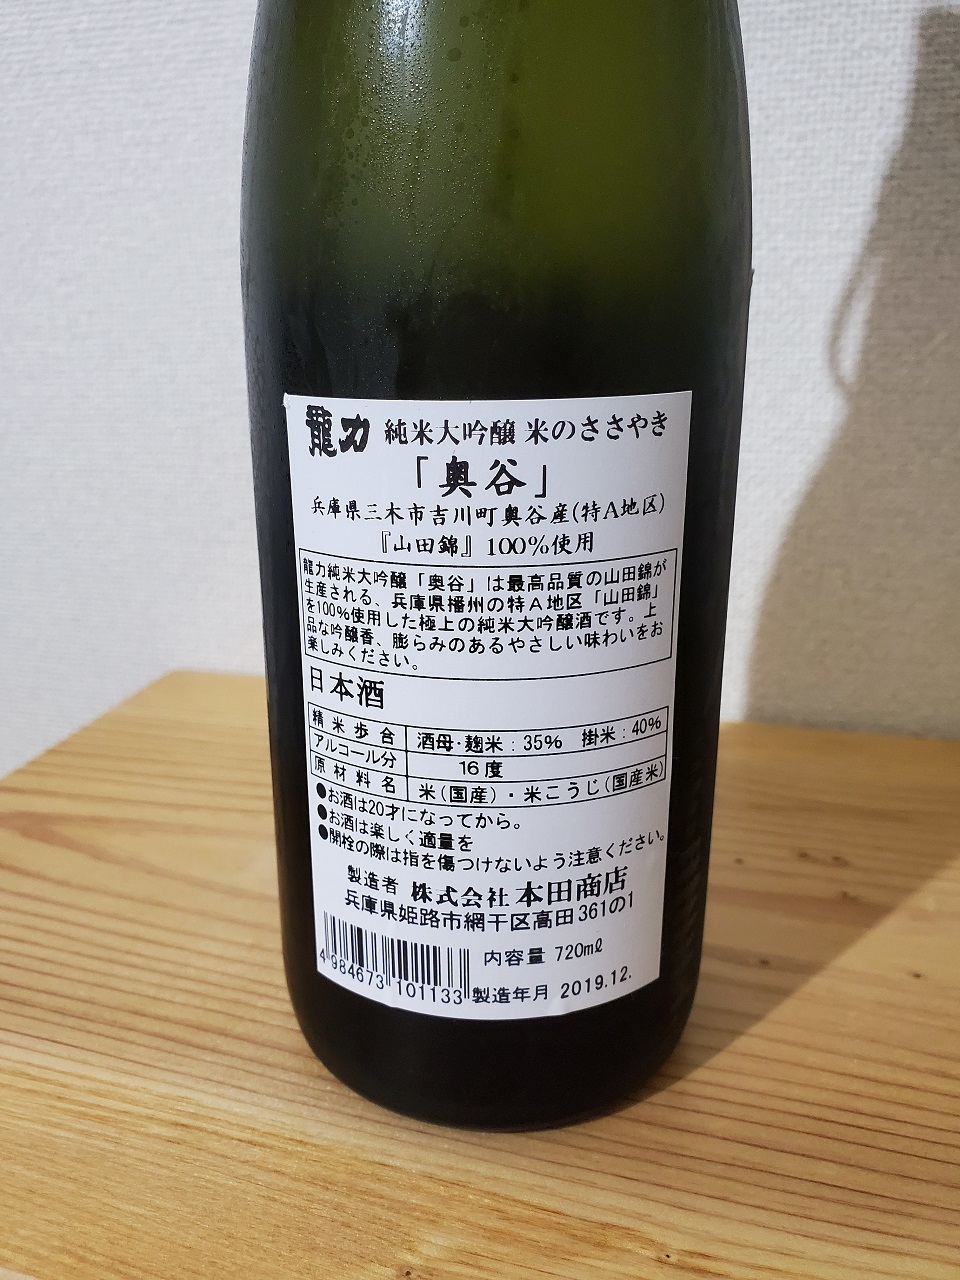 龍力 純米大吟醸 米のささやき
「奥谷」
兵庫県三木市吉川町奥谷産(特A地区)
『山田錦』100%使用
龍力純米大吟醸「奥谷」は最高品質の山田錦が
生産される、兵庫県播州の特A地区「山田錦」
を100%使用した極上の純米大吟醸酒です。上
品な吟醸香、膨らみのあるやさしい味わいをお
楽しみください。
日本酒
精米歩合 酒母・麹米:35% 掛米:40%
アルコール分 16度
原材料名 米(国産)・米こうじ(国産米)
●お酒は20才になってから。
●お酒は楽しく適量を
●開栓の際は指を傷つけないよう注意ください。
製造者 株式会社 本田商店
兵庫県姫路市網干区高田361の1
内容量 720mℓ
4 984673 101133
製造年月 2019.12.